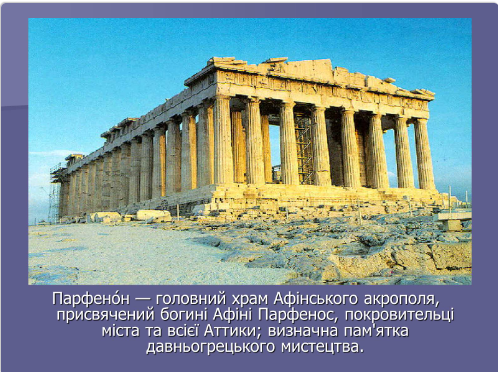 Парфено́н — головний храм Афінського акрополя,
присвячений богині Афіні Парфенос, покровительці
міста та всієї Аттики; визначна пам'ятка
давньогрецького мистецтва.